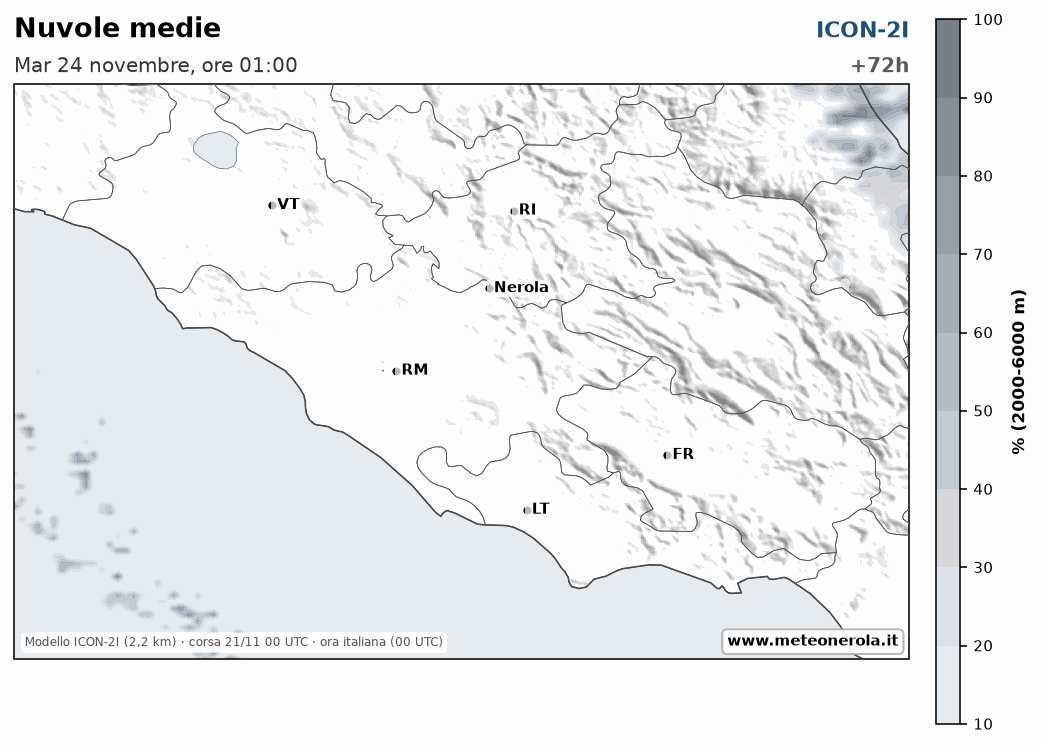 Nuvole medie
ICON-2I
Mar 24 novembre, ore 01:00
+72h
100
90
80
70
60
50
40
30
20
10
% (2000-6000 m)
VT
RI
Nerola
RM
FR
LT
Modello ICON-2I (2,2 km) · corsa 21/11 00 UTC · ora italiana (00 UTC)
www.meteonerola.it